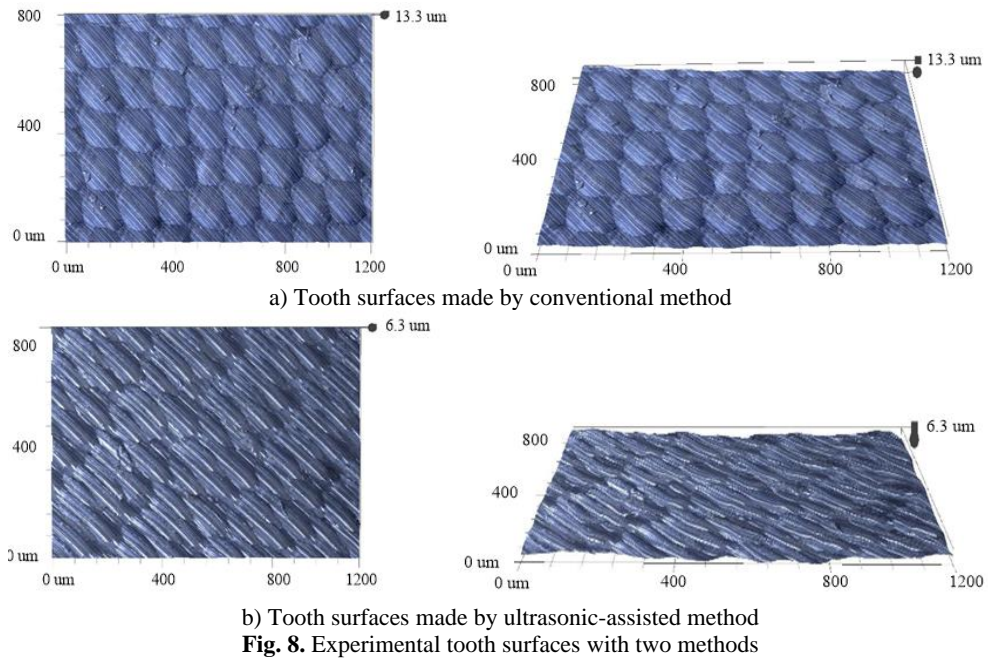 800
13.3 um
400
0 um
0 um
400
800
1200
13.3 um
800
400
0 um
0 um
400
800
1200
a) Tooth surfaces made by conventional method
6.3 um
800
400
0 um
0 um
400
800
1200
6.3 um
800
400
0 um
0 um
400
800
1200
b) Tooth surfaces made by ultrasonic-assisted method
Fig. 8. Experimental tooth surfaces with two methods